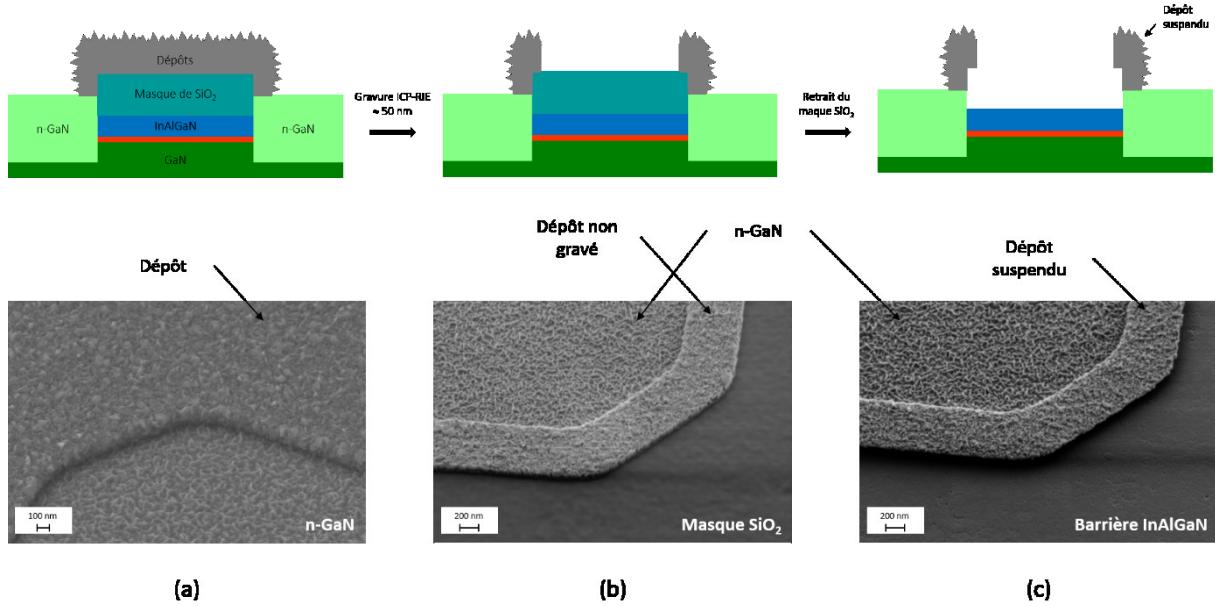 Dépôt
suspendu
Dépôts
Masque de SiO₂
InAlGaN
n-GaN
n-GaN
GaN
Gravure ICP-RIE
≈ 50 nm
Retrait du
maque SiO₂
Dépôt
Dépôt non
gravé
n-GaN
Dépôt
suspendu
100 nm
n-GaN
200 nm
Masque SiO₂
200 nm
Barrière InAlGaN
(a)
(b)
(c)